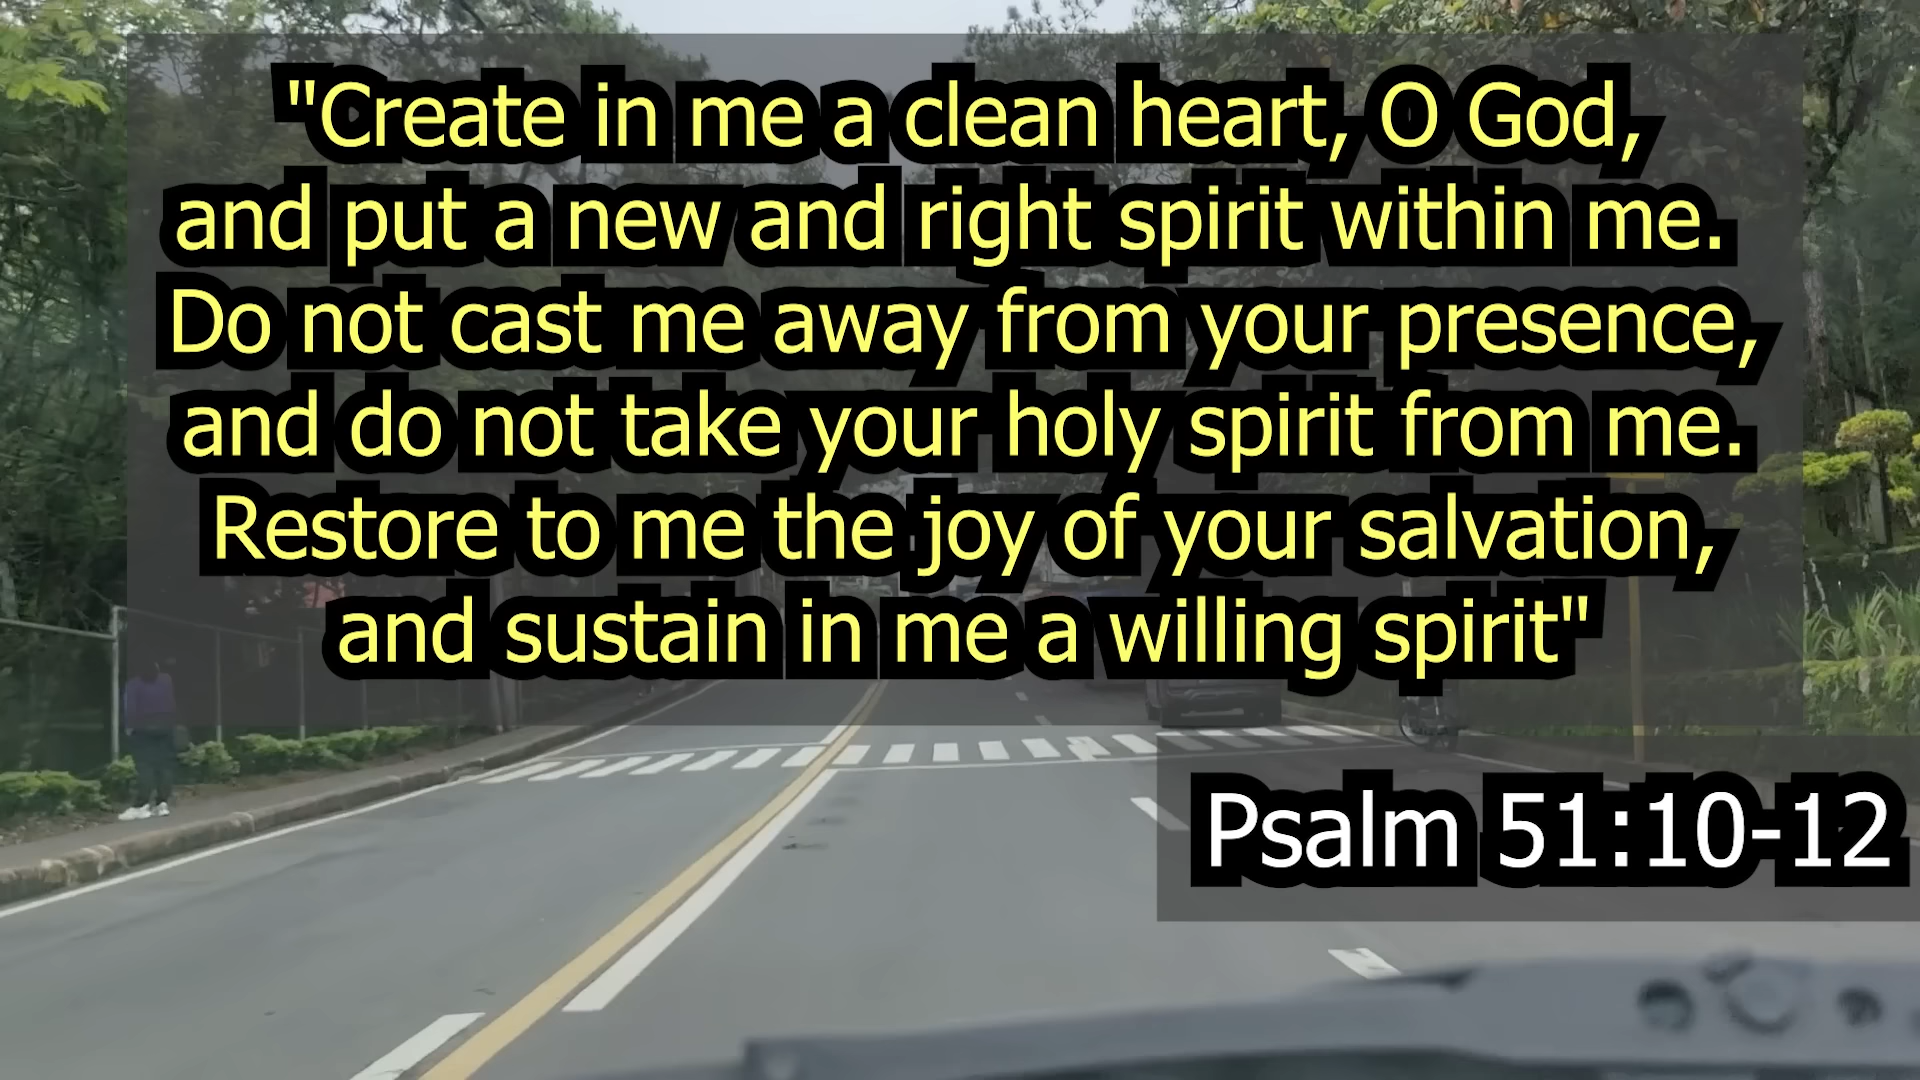 "Create in me a clean heart, O God,
and put a new and right spirit within me.
Do not cast me away from your presence,
and do not take your holy spirit from me.
Restore to me the joy of your salvation,
and sustain in me a willing spirit"
Psalm 51:10-12